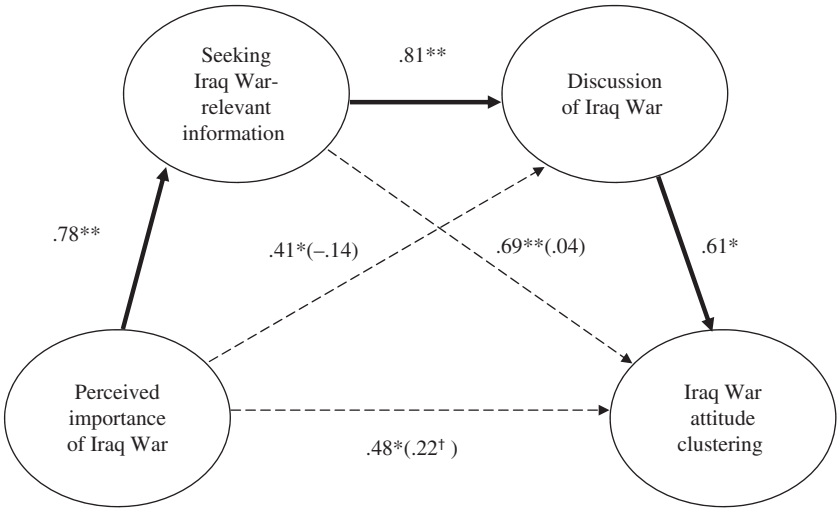 Seeking
Iraq War-
relevant
information
.81**
Discussion
of Iraq War
.78**
.41*(–.14)
.69**(.04)
.61*
Perceived
importance
of Iraq War
.48*(.22† )
Iraq War
attitude
clustering